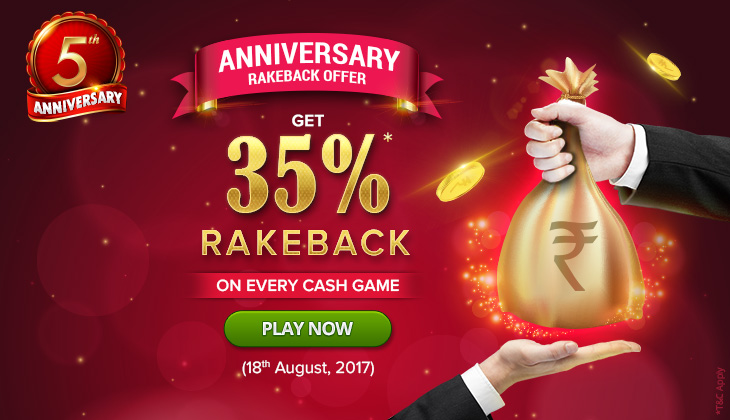 5th
ANNIVERSARY
ANNIVERSARY
RAKEBACK OFFER
GET
35%*
RAKEBACK
ON EVERY CASH GAME
PLAY NOW
(18th August, 2017)
₹
*T&C Apply